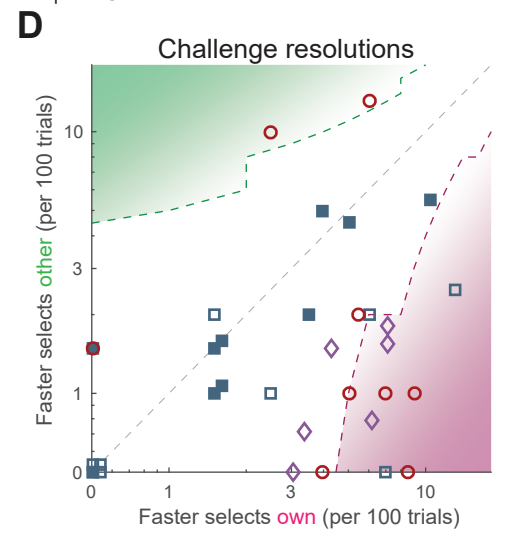 D
Challenge resolutions
Faster selects other (per 100 trials)
10
3
1
0
0
1
3
10
Faster selects own (per 100 trials)